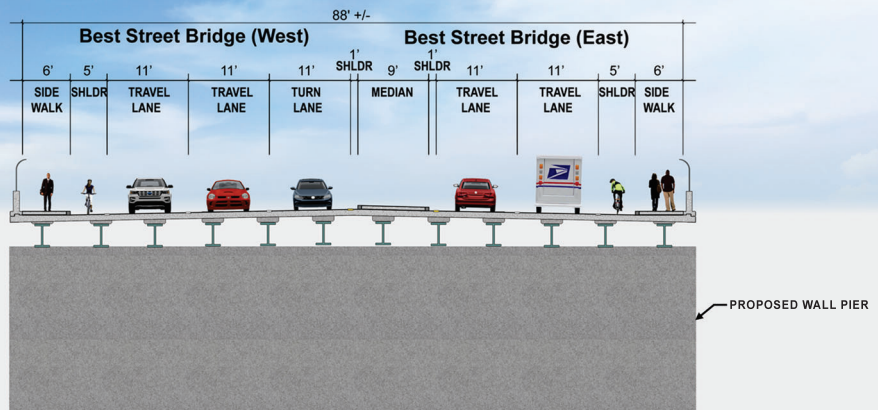 88' +/-
Best Street Bridge (West)
Best Street Bridge (East)
6'
5'
11'
11'
11'
1'
SHLDR
9'
1'
SHLDR
11'
11'
5'
6'
SIDE
WALK
SHLDR
TRAVEL
LANE
TRAVEL
LANE
TURN
LANE
MEDIAN
TRAVEL
LANE
TRAVEL
LANE
SHLDR
SIDE
WALK
PROPOSED WALL PIER